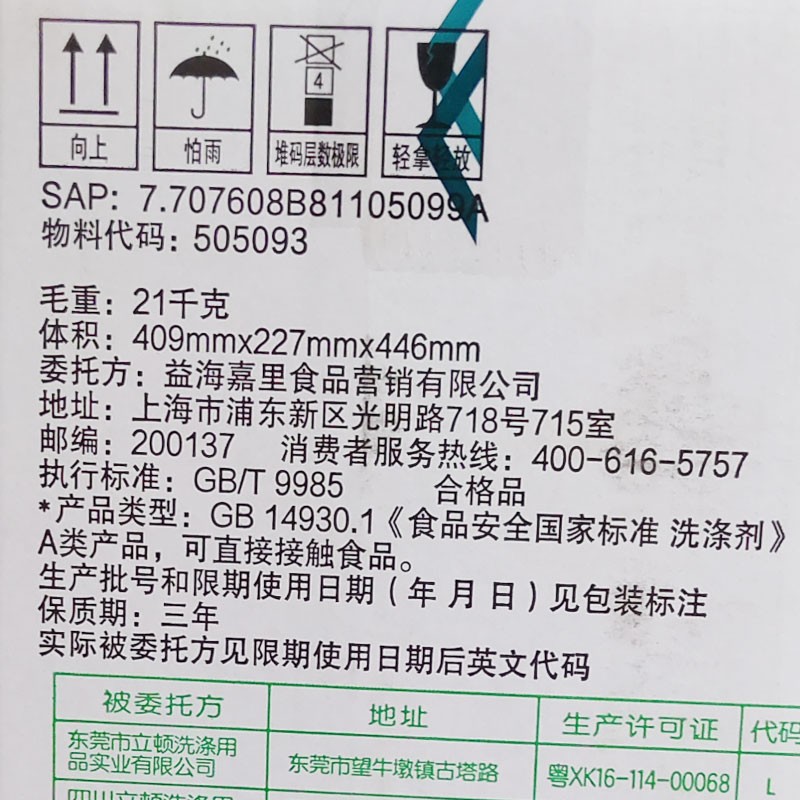 4
向上 怕雨 堆码层数极限 轻拿轻放
SAP: 7.707608B81105099A
物料代码: 505093
毛重: 21千克
体积: 409mmx227mmx446mm
委托方: 益海嘉里食品营销有限公司
地址: 上海市浦东新区光明路718号715室
邮编: 200137 消费者服务热线: 400-616-5757
执行标准: GB/T 9985 合格品
*产品类型: GB 14930.1《食品安全国家标准 洗涤剂》
A类产品，可直接接触食品。
生产批号和限期使用日期（年 月 日）见包装标注
保质期: 三年
实际被委托方见限期使用日期后英文代码
被委托方 地址 生产许可证 代码
东莞市立顿洗涤用
品实业有限公司 东莞市望牛墩镇古塔路 粤XK16-114-00068 L
四川立顿洗涤用